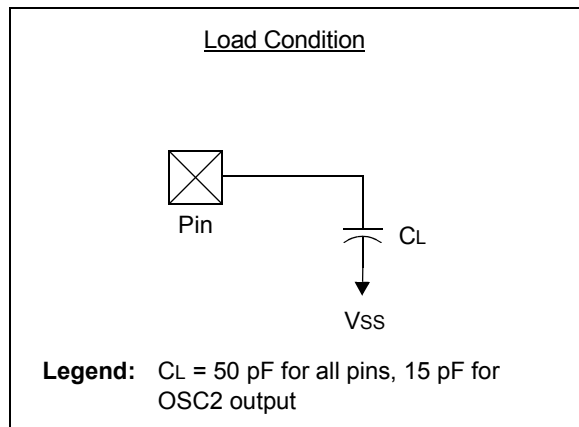 Load Condition
Pin
CL
VSS
Legend: CL = 50 pF for all pins, 15 pF for
OSC2 output